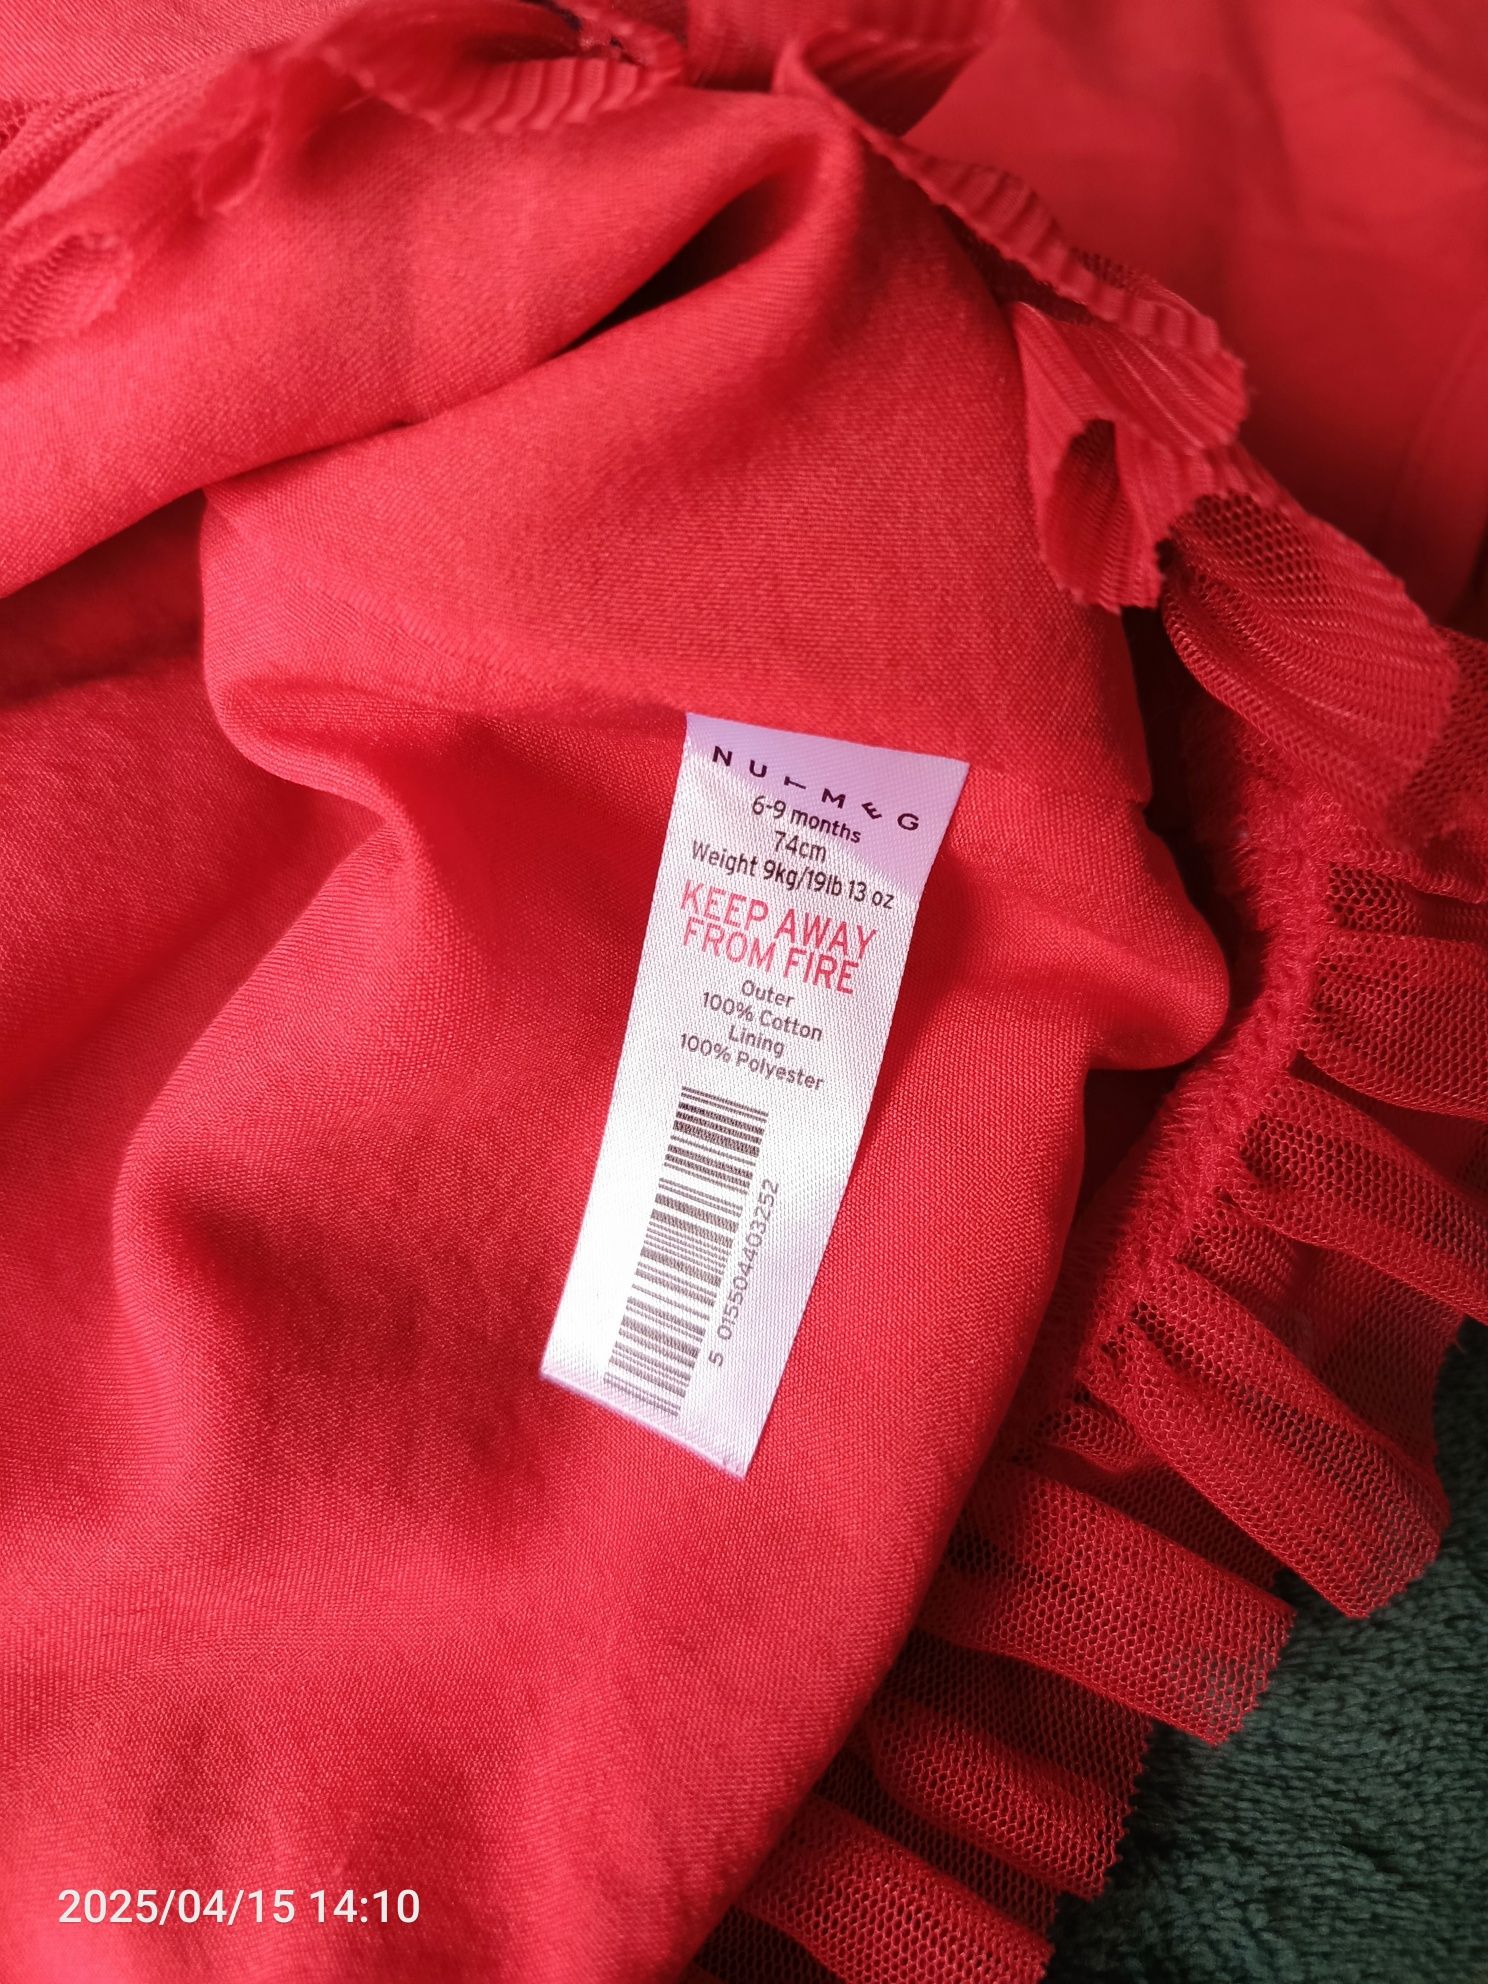 NUTMEG
6-9 months
74cm
Weight 9kg/19lb 13 oz
KEEP AWAY
FROM FIRE
Outer
100% Cotton
Lining
100% Polyester
5 015504403252
2025/04/15 14:10